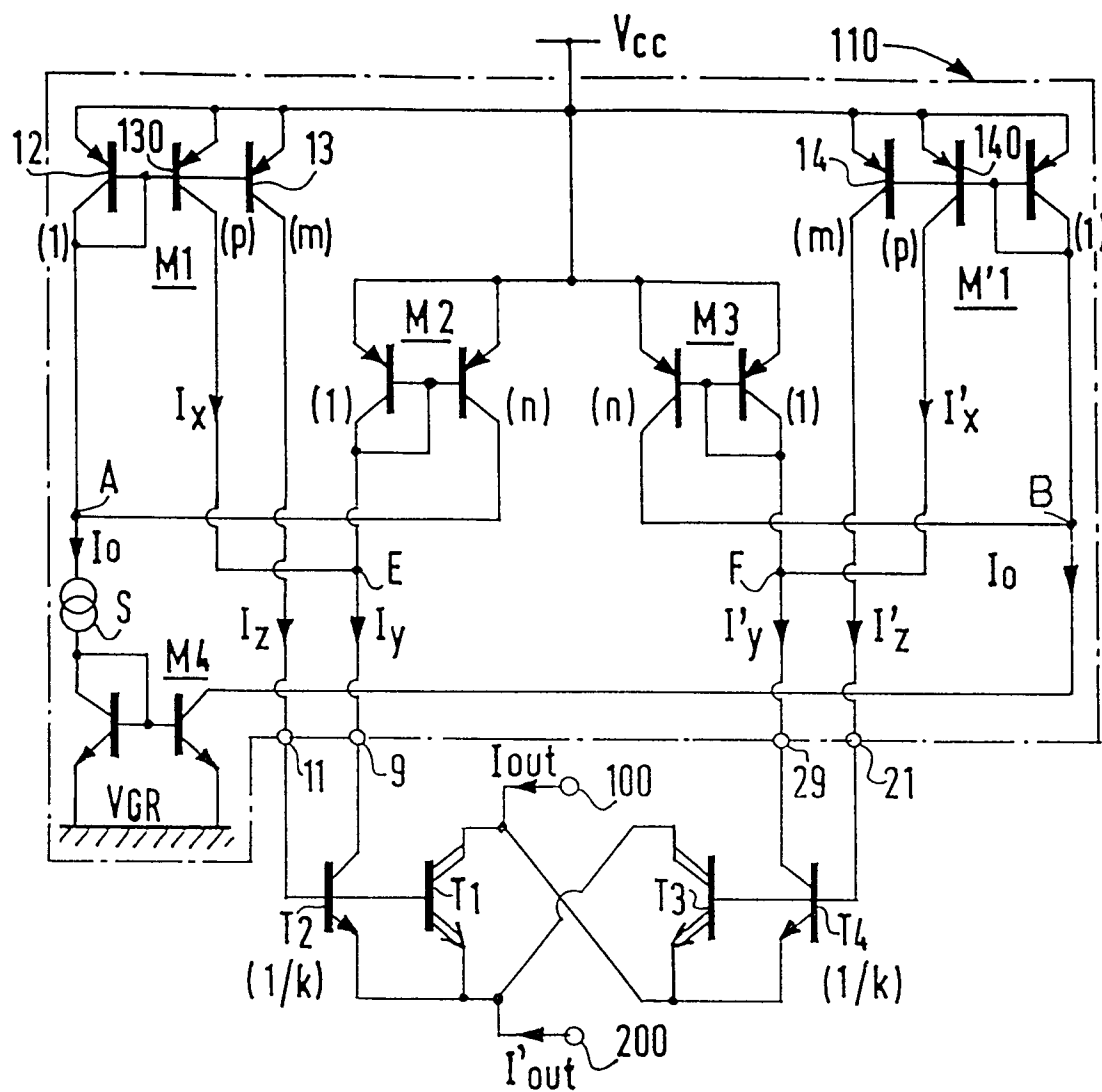 VCC
110
12
130
13
14
140
(1)
M1
(p)
(m)
(m)
(p)
M'1
(1)
M2
M3
(1)
(n)
(n)
(1)
Ix
I'x
A
B
Io
E
F
Io
S
Iz
Iy
I'y
I'z
M4
VGR
11
9
29
21
Iout
100
T2
T1
T3
T4
(1/k)
(1/k)
I'out
200